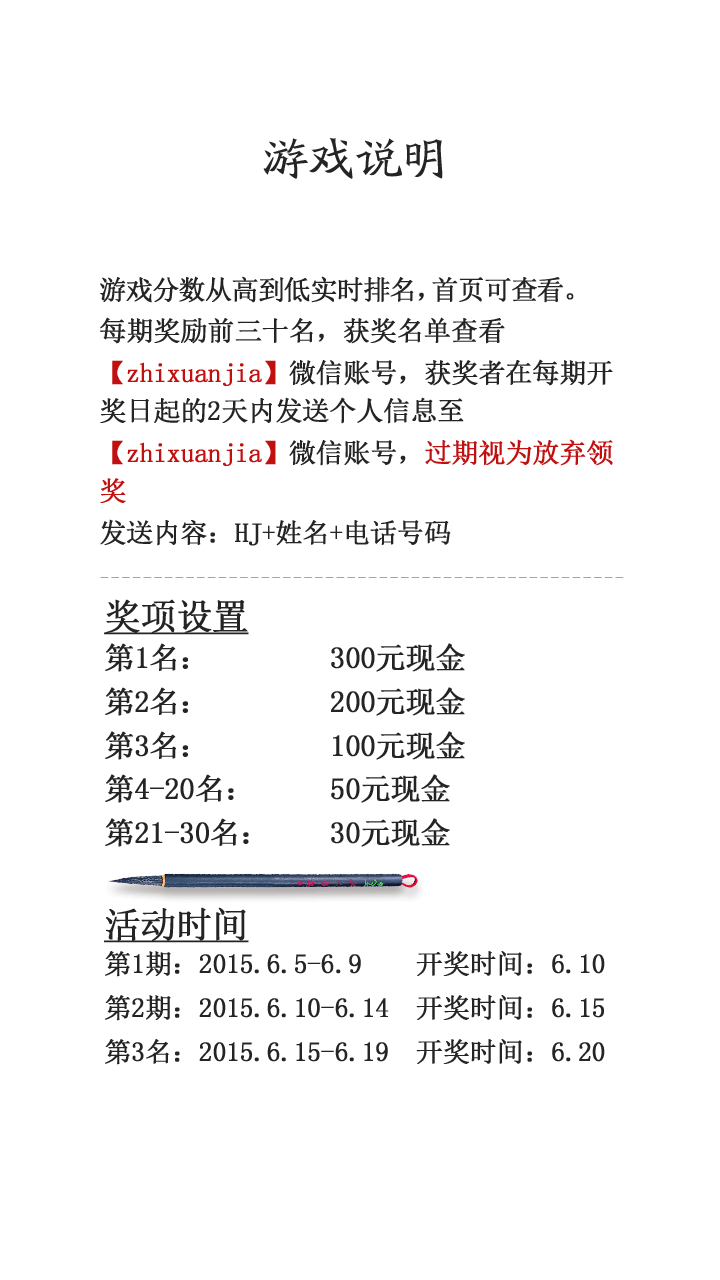 游戏说明
游戏分数从高到低实时排名，首页可查看。
每期奖励前三十名，获奖名单查看
【zhixuanjia】微信账号，获奖者在每期开
奖日起的2天内发送个人信息至
【zhixuanjia】微信账号，过期视为放弃领
奖
发送内容：HJ+姓名+电话号码
奖项设置
第1名： 300元现金
第2名： 200元现金
第3名： 100元现金
第4-20名： 50元现金
第21-30名： 30元现金
活动时间
第1期：2015.6.5-6.9 开奖时间：6.10
第2期：2015.6.10-6.14 开奖时间：6.15
第3名：2015.6.15-6.19 开奖时间：6.20